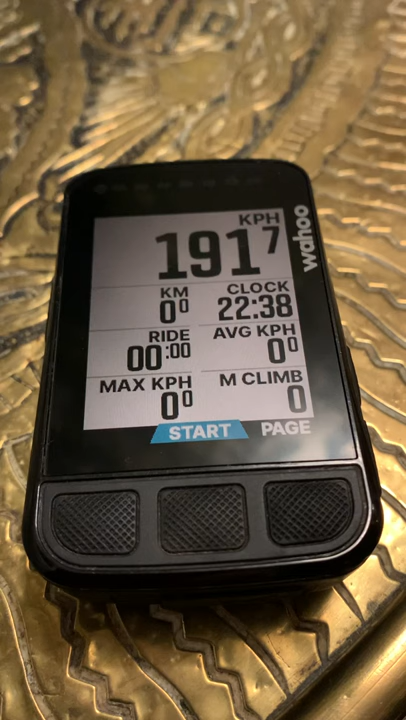 wahoo
KPH
191⁷
KM
0⁰
CLOCK
22:38
RIDE
00:00
AVG KPH
0⁰
MAX KPH
0⁰
M CLIMB
0
START
PAGE